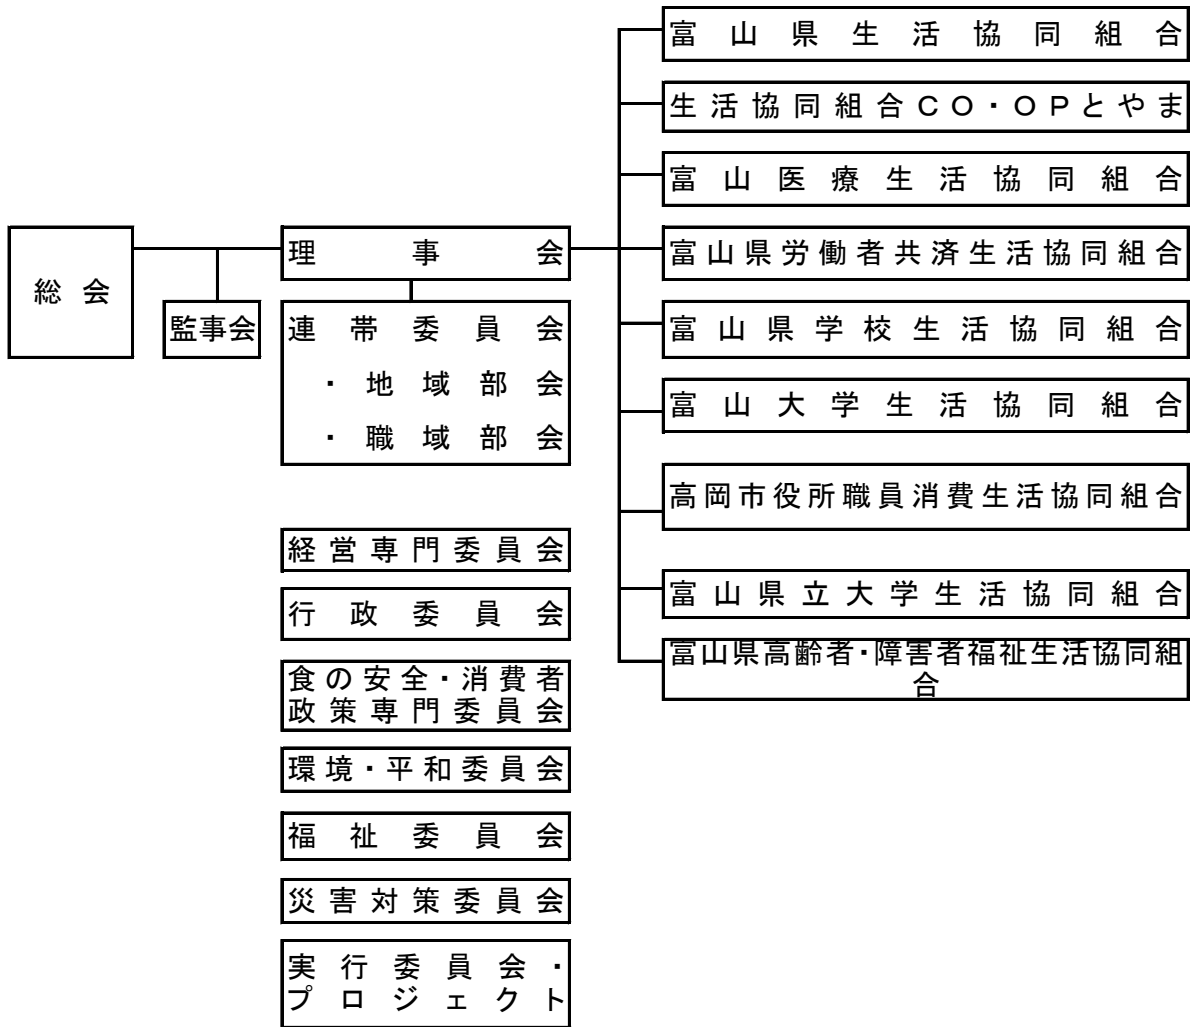 総会
監事会
理事会
連帯委員会
・地域部会
・職域部会
経営専門委員会
行政委員会
食の安全・消費者
政策専門委員会
環境・平和委員会
福祉委員会
災害対策委員会
実行委員会・
プロジェクト
富山県生活協同組合
生活協同組合CO・OPとやま
富山医療生活協同組合
富山県労働者共済生活協同組合
富山県学校生活協同組合
富山大学生活協同組合
高岡市役所職員消費生活協同組合
富山県立大学生活協同組合
富山県高齢者・障害者福祉生活協同組
合